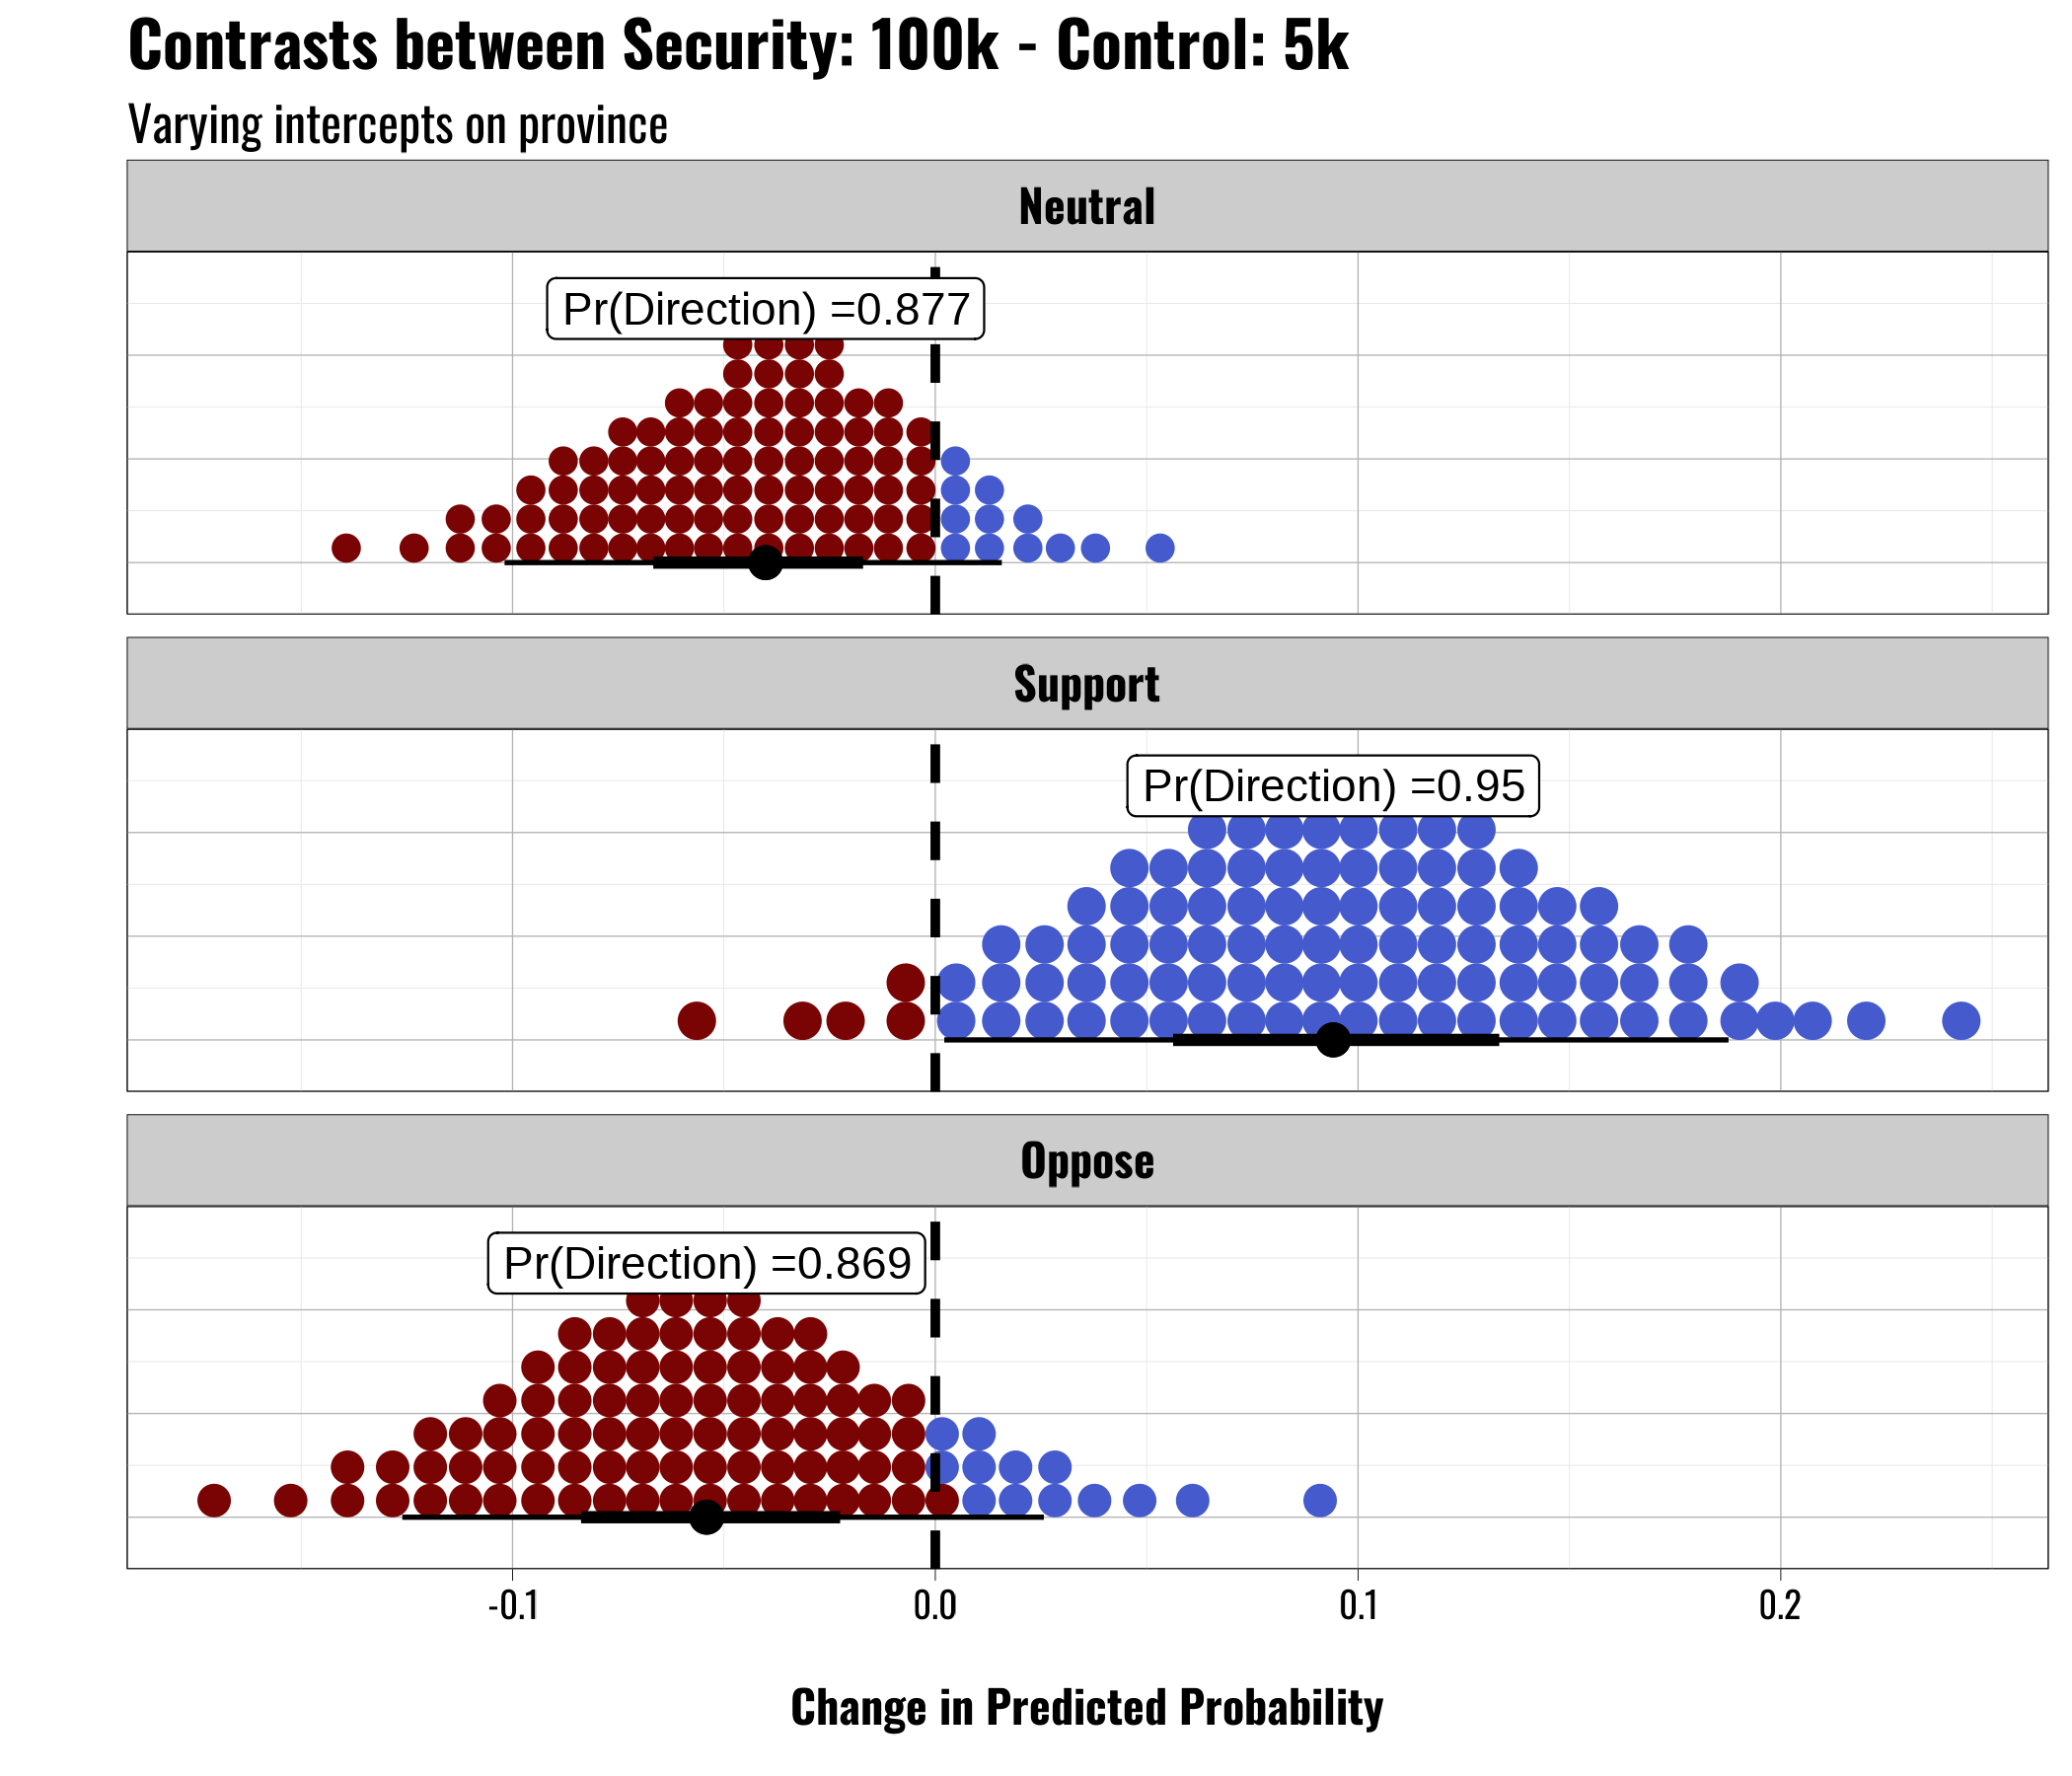 Contrasts between Security: 100k - Control: 5k
Varying intercepts on province
Neutral
Pr(Direction) =0.877
Support
Pr(Direction) =0.95
Oppose
Pr(Direction) =0.869
-0.1 0.0 0.1 0.2
Change in Predicted Probability